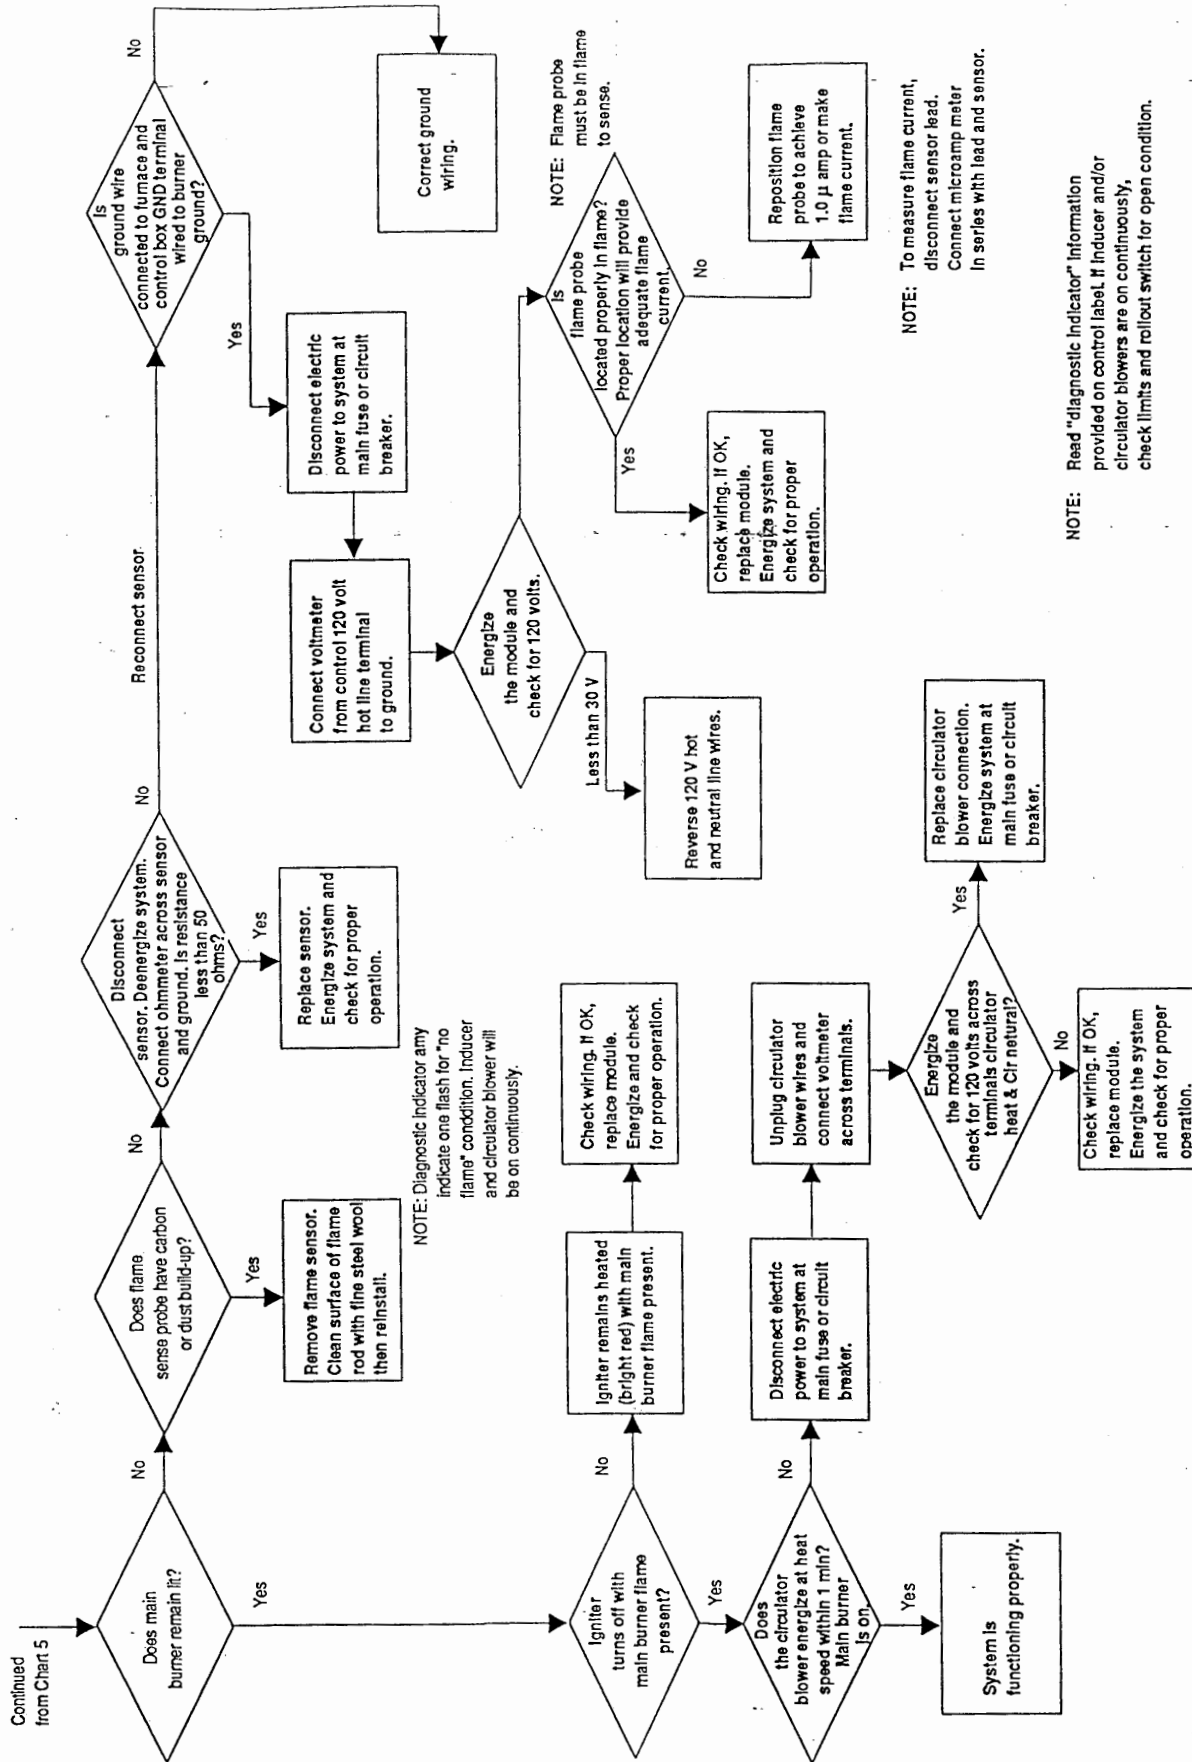 Continued
from Chart 5
Does main
burner remain lit?
No
Yes
Does flame
sense probe have carbon
or dust build-up?
No
Yes
Remove flame sensor.
Clean surface of flame
rod with fine steel wool
then reinstall.
Disconnect
sensor. Deenergize system.
Connect ohmmeter across sensor
and ground. Is resistance
less than 50
ohms?
No
Yes
Replace sensor.
Energize system and
check for proper
operation.
NOTE: Diagnostic indicator any
indicate one flash for "no
flame" conddition. Inducer
and circulator blower will
be on continuously.
Reconnect sensor.
Is
ground wire
connected to furnace and
control box GND terminal
wired to burner
ground?
No
Correct ground
wiring.
Yes
Disconnect electric
power to system at
main fuse or circuit
breaker.
Connect voltmeter
from control 120 volt
hot line terminal
to ground.
Energize
the module and
check for 120 volts.
Less than 30 V
Reverse 120 V hot
and neutral line wires.
Is
flame probe
located properly in flame?
Proper location will provide
adequate flame
current.
NOTE: Flame probe
must be in flame
to sense.
Yes
Check wiring. If OK,
replace module.
Energize system and
check for proper
operation.
No
Reposition flame
probe to achieve
1.0 µ amp or make
flame current.
NOTE: To measure flame current,
disconnect sensor lead.
Connect microamp meter
in series with lead and sensor.
Igniter
turns off with
main burner flame
present?
No
Igniter remains heated
(bright red) with main
burner flame present.
Check wiring. If OK,
replace module.
Energize and check
for proper operation.
Yes
Does
the circulator
blower energize at heat
speed within 1 min?
Main burner
is on.
No
Disconnect electric
power to system at
main fuse or circuit
breaker.
Unplug circulator
blower wires and
connect voltmeter
across terminals.
Energize
the module and
check for 120 volts across
terminals circulator
heat & Cir netural?
Yes
Replace circulator
blower connection.
Energize system at
main fuse or circuit
breaker.
No
Check wiring. If OK,
replace module.
Energize the system
and check for proper
operation.
Yes
System is
functioning properly.
NOTE: Read "diagnostic indicator" information
provided on control label. If inducer and/or
circulator blowers are on continuously,
check limits and rollout switch for open condition.